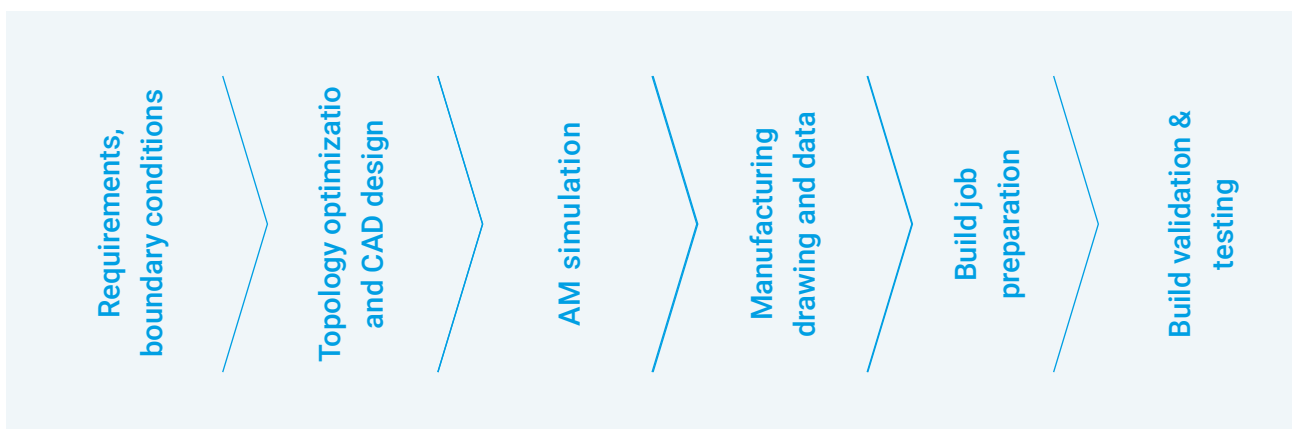 Requirements,
boundary conditions
Topology optimizatio
and CAD design
AM simulation
Manufacturing
drawing and data
Build job
preparation
Build validation &
testing